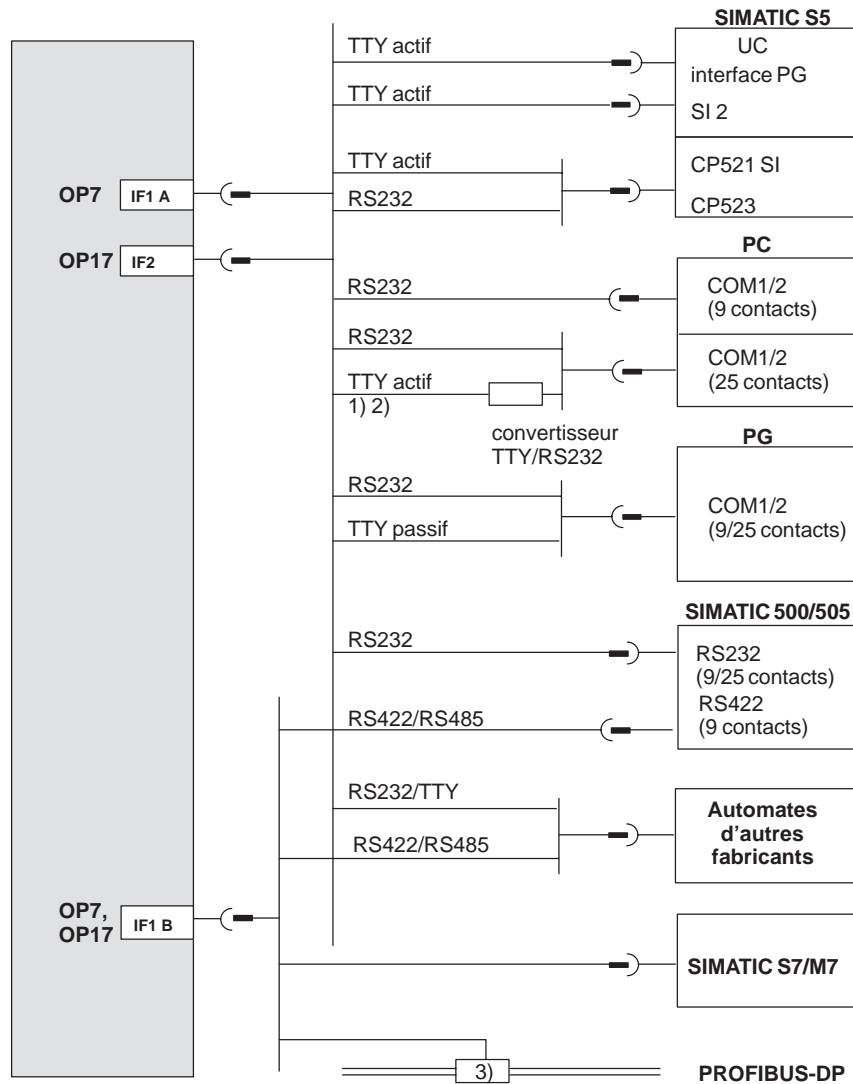 SIMATIC S5
TTY actif
UC
interface PG
TTY actif
SI 2
TTY actif
CP521 SI
OP7
IF1 A
RS232
CP523
PC
OP17
IF2
RS232
COM1/2
(9 contacts)
RS232
COM1/2
(25 contacts)
TTY actif
1) 2)
convertisseur
TTY/RS232
PG
RS232
COM1/2
(9/25 contacts)
TTY passif
SIMATIC 500/505
RS232
RS232
(9/25 contacts)
RS422
(9 contacts)
RS422/RS485
RS232/TTY
Automates
d’autres
fabricants
RS422/RS485
OP7,
OP17
IF1 B
SIMATIC S7/M7
3)
PROFIBUS-DP